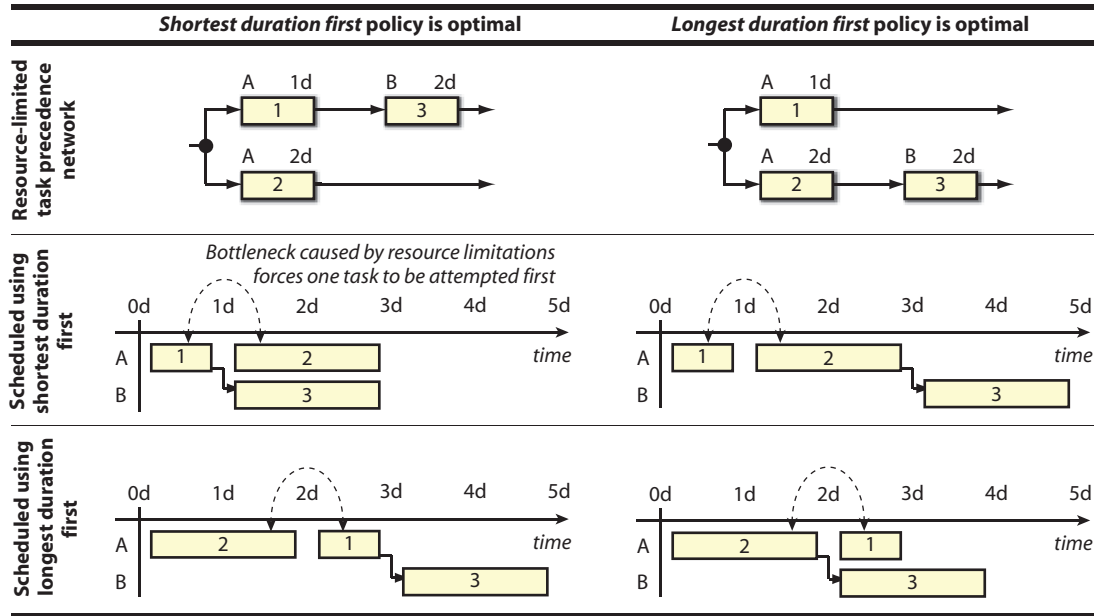 Shortest duration first policy is optimal
Longest duration first policy is optimal
Resource-limited
task precedence
network
A 1d
1
B 2d
3
A 2d
2
A 1d
1
A 2d
2
B 2d
3
Scheduled using
shortest duration
first
Bottleneck caused by resource limitations
forces one task to be attempted first
0d 1d 2d 3d 4d 5d
time
A 1 2
B 3
0d 1d 2d 3d 4d 5d
time
A 1 2
B 3
Scheduled using
longest duration
first
0d 1d 2d 3d 4d 5d
time
A 2 1
B 3
0d 1d 2d 3d 4d 5d
time
A 2 1
B 3